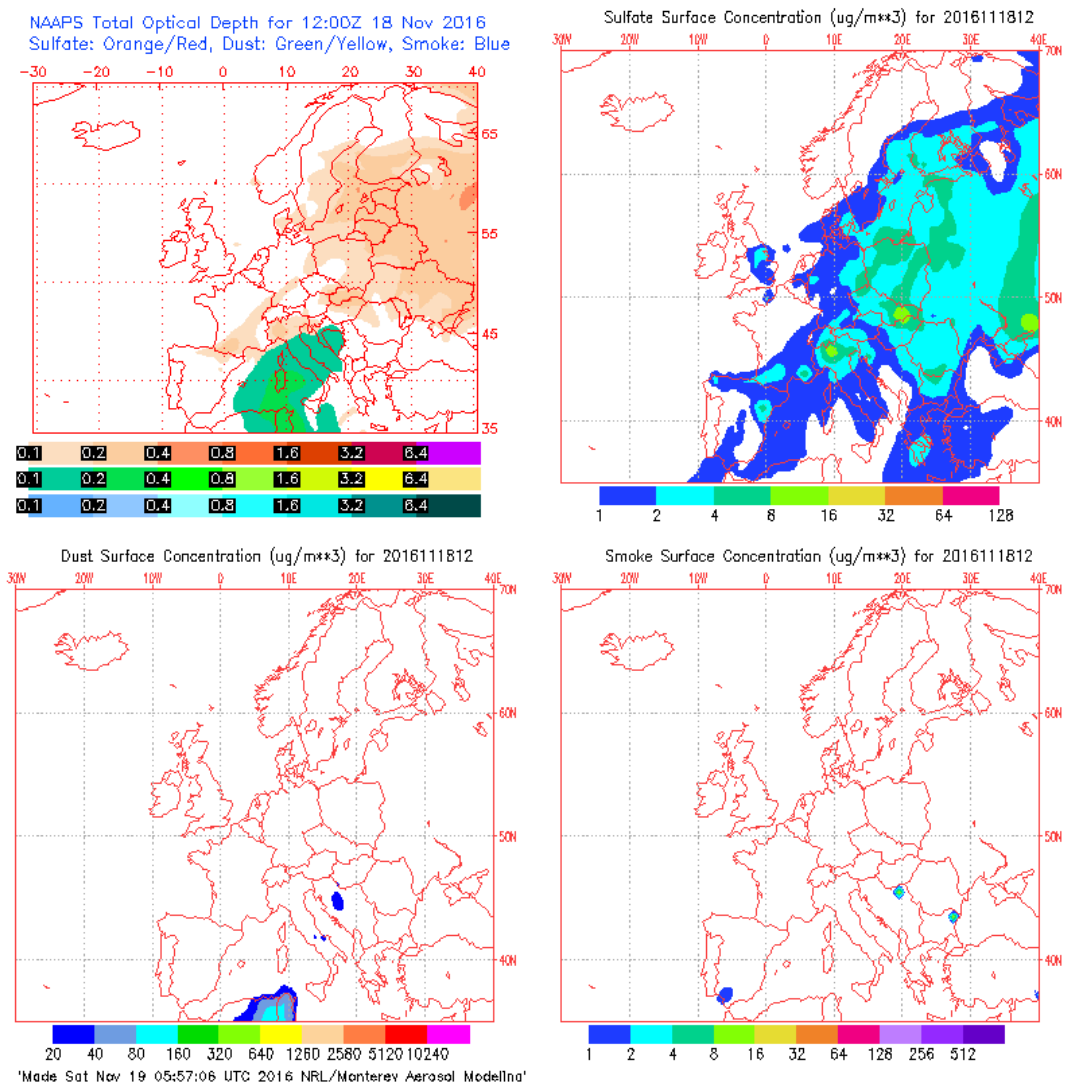 NAAPS Total Optical Depth for 12:00Z 18 Nov 2016
Sulfate: Orange/Red, Dust: Green/Yellow, Smoke: Blue
-30 -20 -10 0 10 20 30 40
65
55
45
35
0.1 0.2 0.4 0.8 1.6 3.2 6.4
0.1 0.2 0.4 0.8 1.6 3.2 6.4
0.1 0.2 0.4 0.8 1.6 3.2 6.4
Sulfate Surface Concentration (ug/m**3) for 2016111812
30W 20W 10W 0 10E 20E 30E 40E
70N
60N
50N
40N
1 2 4 8 16 32 64 128
Dust Surface Concentration (ug/m**3) for 2016111812
30W 20W 10W 0 10E 20E 30E 40E
70N
60N
50N
40N
20 40 80 160 320 640 1260 2580 5120 10240
'Made Sat Nov 19 05:57:06 UTC 2016 NRL/Monterey Aerosol Modeling'
Smoke Surface Concentration (ug/m**3) for 2016111812
30W 20W 10W 0 10E 20E 30E 40E
70N
60N
50N
40N
1 2 4 8 16 32 64 128 256 512